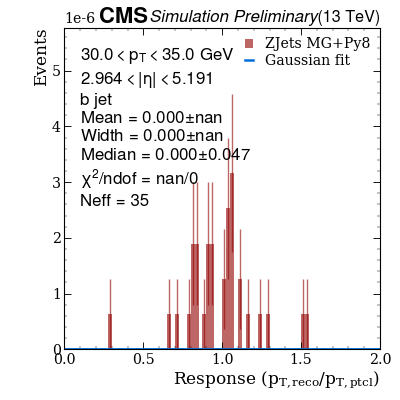 1e-6 CMS Simulation Preliminary (13 TeV)
Events
ZJets MG+Py8
Gaussian fit
30.0 < p_T < 35.0 GeV
2.964 < |η| < 5.191
b jet
Mean = 0.000±nan
Width = 0.000±nan
Median = 0.000±0.047
χ²/ndof = nan/0
Neff = 35
5
4
3
2
1
0
0.0 0.5 1.0 1.5 2.0
Response (p_T,reco/p_T,ptcl)